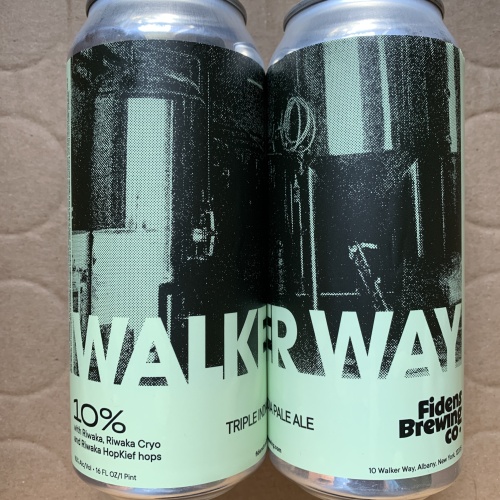 WALKER WAY
10%
with Riwaka, Riwaka Cryo
and Riwaka HopKief hops
• 16 FL OZ/1 Pint
TRIPLE INDIA PALE ALE
Fidens
Brewing
CO.
10 Walker Way, Albany, New York,